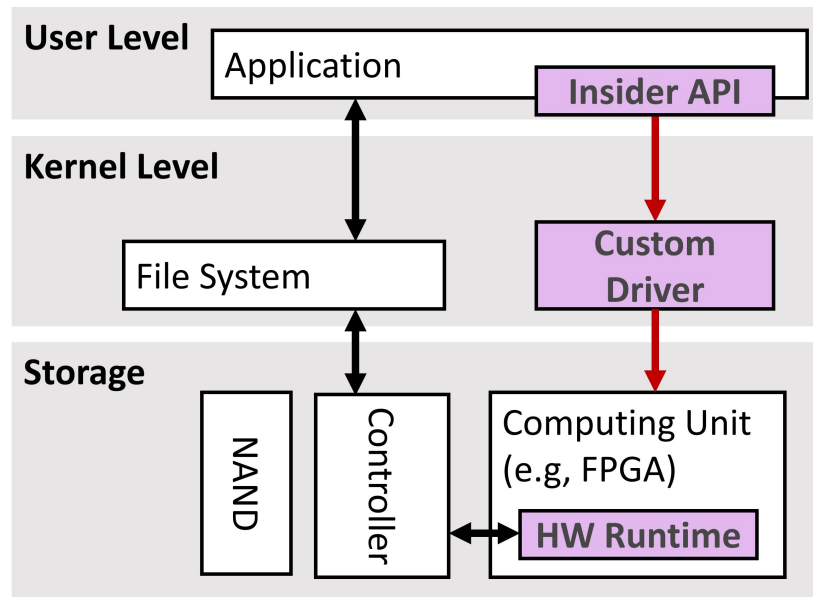 User Level
Application
Insider API
Kernel Level
File System
Custom
Driver
Storage
NAND
Controller
Computing Unit
(e.g, FPGA)
HW Runtime